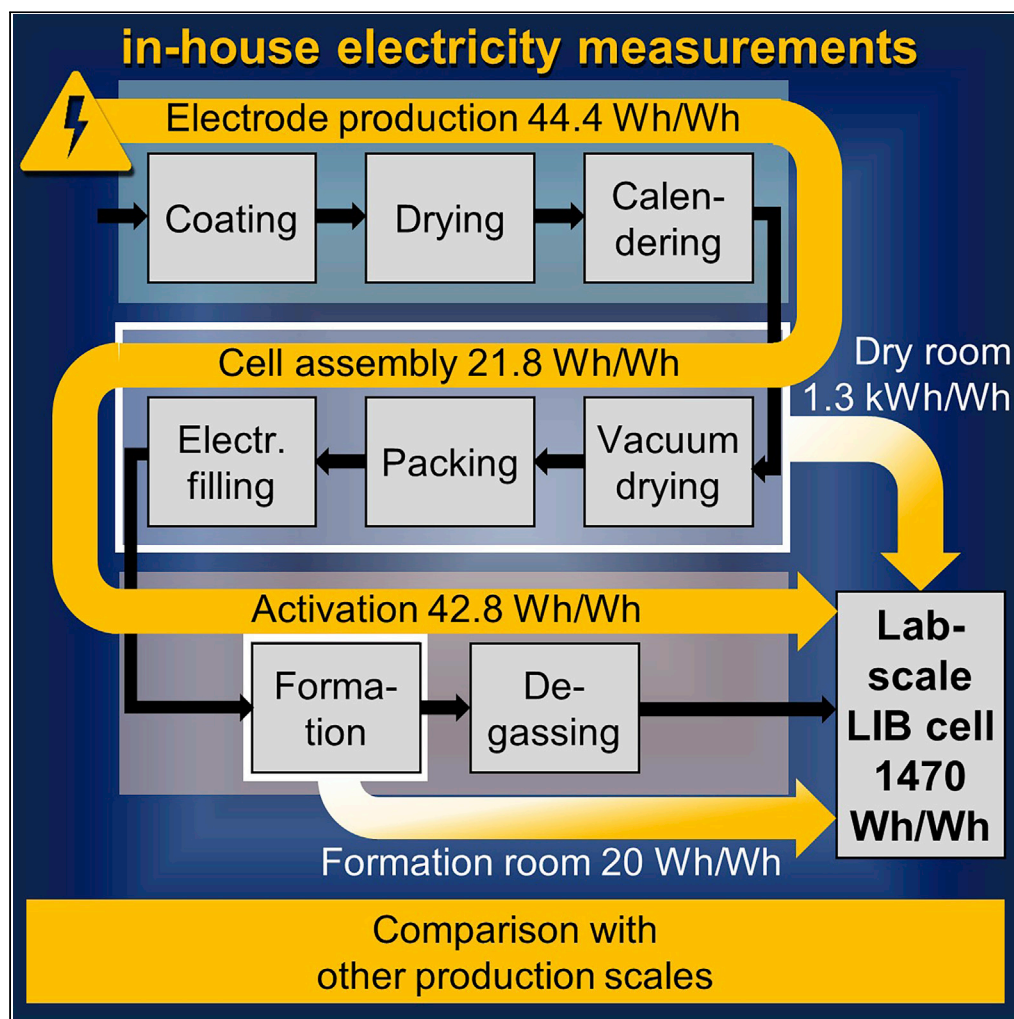 in-house electricity measurements
Electrode production 44.4 Wh/Wh
Coating
Drying
Calen-
dering
Cell assembly 21.8 Wh/Wh
Dry room
1.3 kWh/Wh
Electr.
filling
Packing
Vacuum
drying
Activation 42.8 Wh/Wh
Forma-
tion
De-
gassing
Lab-
scale
LIB cell
1470
Wh/Wh
Formation room 20 Wh/Wh
Comparison with
other production scales